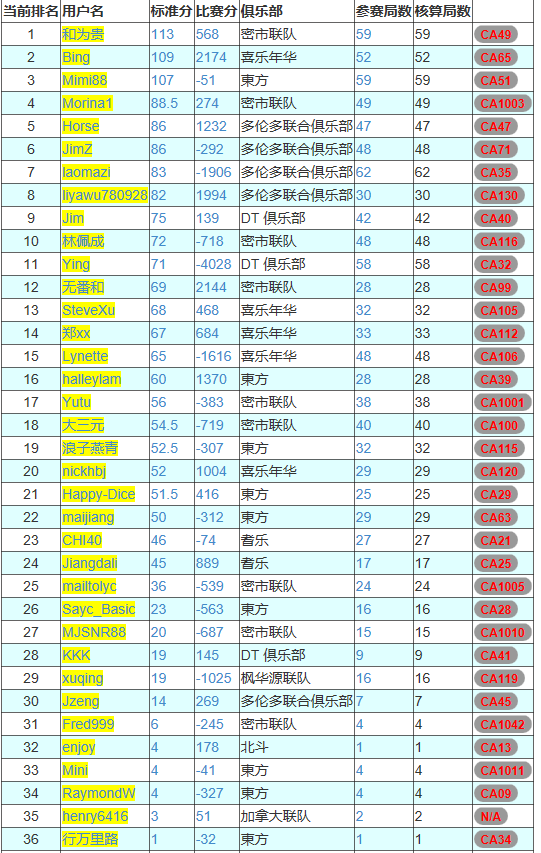 当前排名 用户名 标准分 比赛分 俱乐部 参赛局数 核算局数
1 和为贵 113 568 密市联队 59 59 CA49
2 Bing 109 2174 喜乐年华 52 52 CA65
3 Mimi88 107 -51 東方 59 59 CA51
4 Morina1 88.5 274 密市联队 49 49 CA1003
5 Horse 86 1232 多伦多联合俱乐部 47 47 CA47
6 JimZ 86 -292 多伦多联合俱乐部 48 48 CA71
7 laomazi 83 -1906 多伦多联合俱乐部 62 62 CA35
8 liyawu780928 82 1994 多伦多联合俱乐部 30 30 CA130
9 Jim 75 139 DT 俱乐部 42 42 CA40
10 林佩成 72 -718 密市联队 48 48 CA116
11 Ying 71 -4028 DT 俱乐部 58 58 CA32
12 无番和 69 2144 密市联队 28 28 CA99
13 SteveXu 68 468 喜乐年华 32 32 CA105
14 郑xx 67 684 喜乐年华 33 33 CA112
15 Lynette 65 -1616 喜乐年华 48 48 CA106
16 halleylam 60 1370 東方 28 28 CA39
17 Yutu 56 -383 密市联队 38 38 CA1001
18 大三元 54.5 -719 密市联队 40 40 CA100
19 浪子燕青 52.5 -307 東方 32 32 CA115
20 nickhbj 52 1004 喜乐年华 29 29 CA120
21 Happy-Dice 51.5 416 東方 25 25 CA29
22 maijiang 50 -312 東方 29 29 CA63
23 CHI40 46 -74 耆乐 27 27 CA21
24 Jiangdali 45 889 耆乐 17 17 CA25
25 mailtolyc 36 -539 密市联队 24 24 CA1005
26 Sayc_Basic 23 -563 東方 16 16 CA28
27 MJSNR88 20 -687 密市联队 15 15 CA1010
28 KKK 19 145 DT 俱乐部 9 9 CA41
29 xuqing 19 -1025 枫华源联队 16 16 CA119
30 Jzeng 14 269 多伦多联合俱乐部 7 7 CA45
31 Fred999 6 -245 密市联队 4 4 CA1042
32 enjoy 4 178 北斗 1 1 CA13
33 Mini 4 -41 東方 4 4 CA1011
34 RaymondW 4 -327 東方 4 4 CA09
35 henry6416 3 51 加拿大联队 2 2 N/A
36 行万里路 1 -32 東方 1 1 CA34